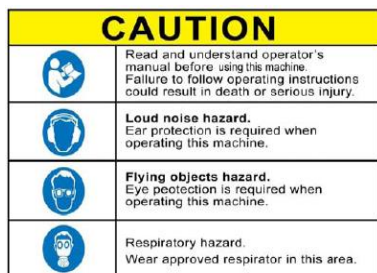 CAUTION
Read and understand operator's
manual before using this machine.
Failure to follow operating instructions
could result in death or serious injury.
Loud noise hazard.
Ear protection is required when
operating this machine.
Flying objects hazard.
Eye peotection is required when
operating this machine.
Respiratory hazard.
Wear approved respirator in this area.